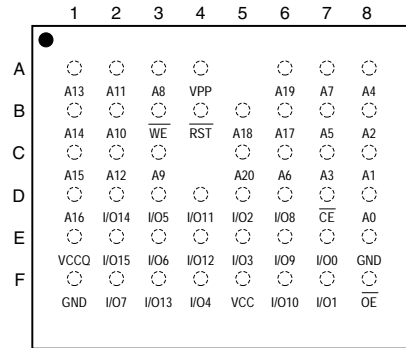 1 2 3 4 5 6 7 8
A
A13 A11 A8 VPP A19 A7 A4
B
A14 A10 WE RST A18 A17 A5 A2
C
A15 A12 A9 A20 A6 A3 A1
D
A16 I/O14 I/O5 I/O11 I/O2 I/O8 CE A0
E
VCCQ I/O15 I/O6 I/O12 I/O3 I/O9 I/O0 GND
F
GND I/O7 I/O13 I/O4 VCC I/O10 I/O1 OE